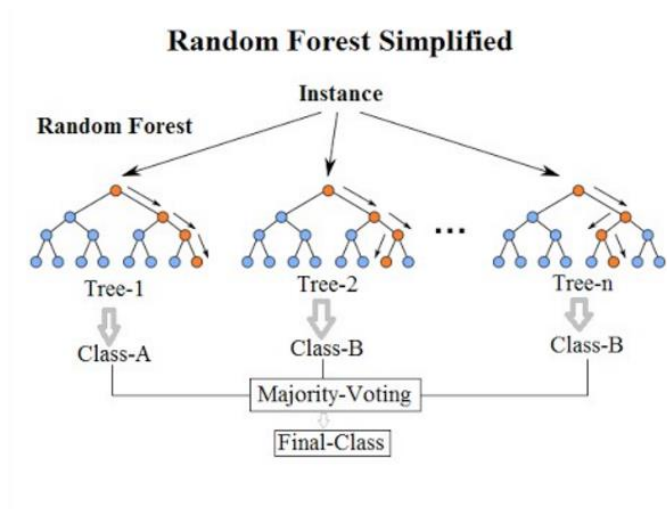 Random Forest Simplified
Instance
Random Forest
...
Tree-1
Tree-2
Tree-n
Class-A
Class-B
Class-B
Majority-Voting
Final-Class